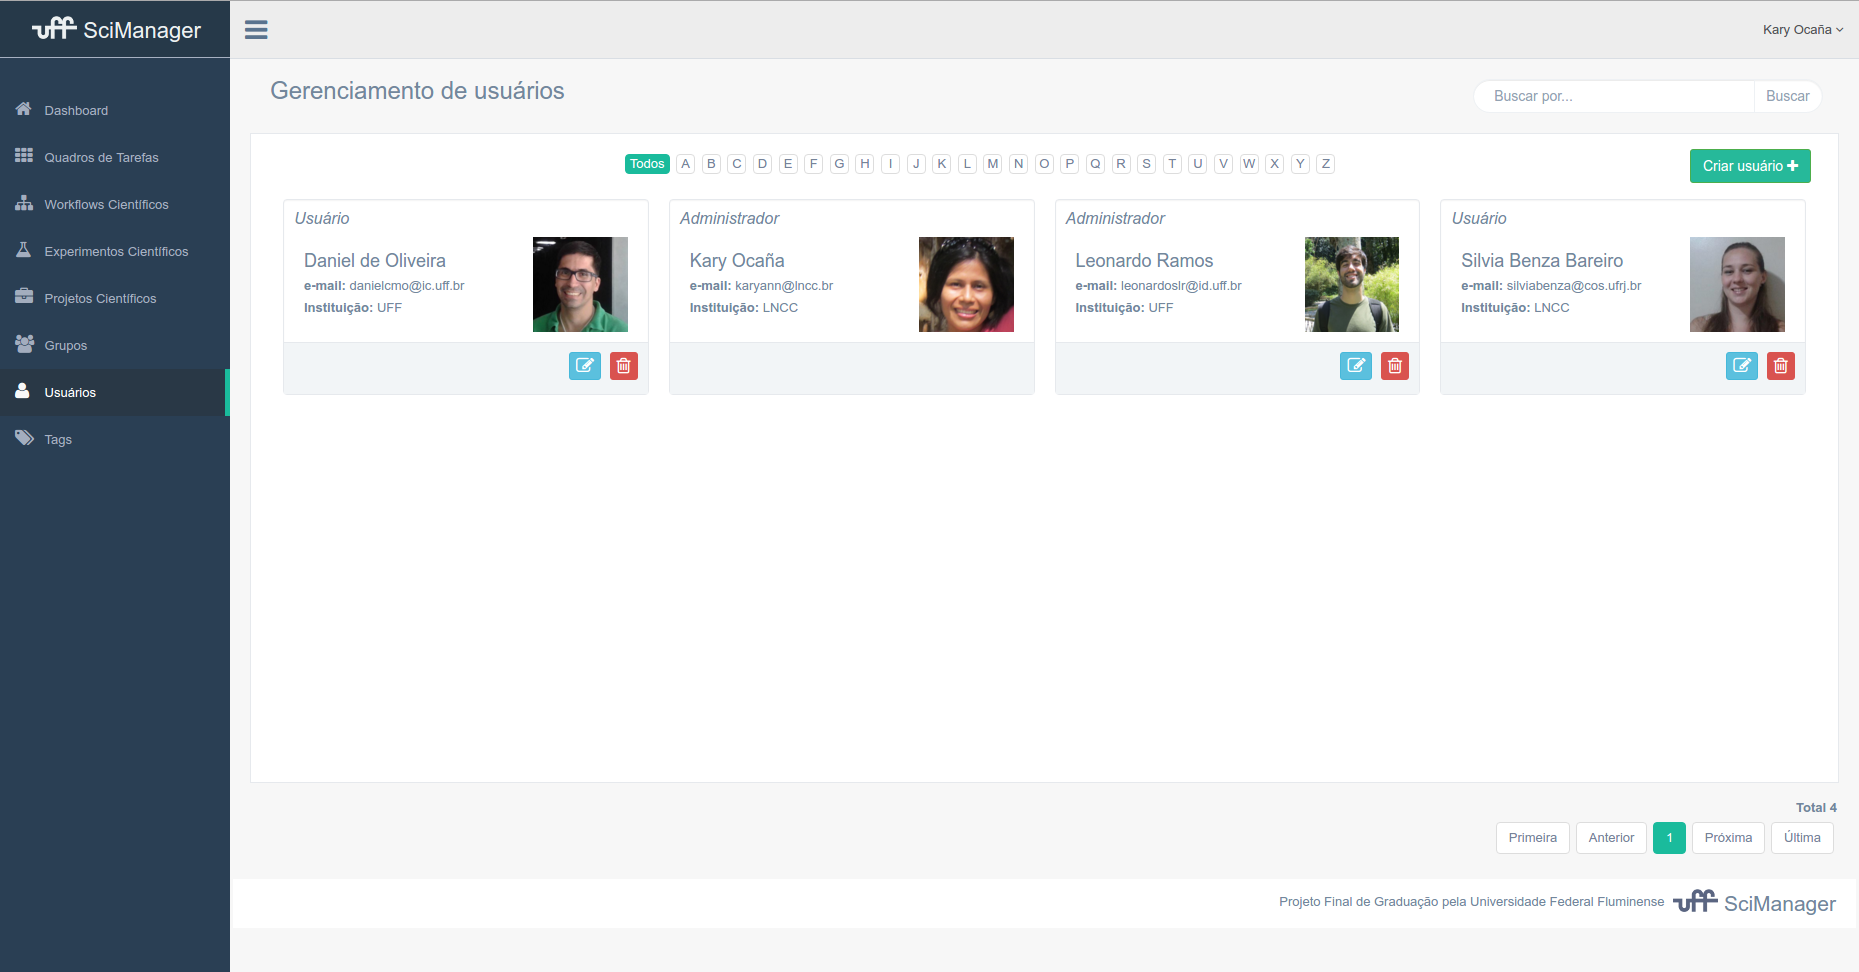 uff SciManager
Kary Ocaña
Dashboard
Quadros de Tarefas
Workflows Científicos
Experimentos Científicos
Projetos Científicos
Grupos
Usuários
Tags
Gerenciamento de usuários
Buscar por... Buscar
Todos A B C D E F G H I J K L M N O P Q R S T U V W X Y Z
Criar usuário
Usuário
Daniel de Oliveira
e-mail: danielcmo@ic.uff.br
Instituição: UFF
Administrador
Kary Ocaña
e-mail: karyann@lncc.br
Instituição: LNCC
Administrador
Leonardo Ramos
e-mail: leonardoslr@id.uff.br
Instituição: UFF
Usuário
Silvia Benza Bareiro
e-mail: silviabenza@cos.ufrj.br
Instituição: LNCC
Total 4
Primeira Anterior 1 Próxima Última
Projeto Final de Graduação pela Universidade Federal Fluminense uff SciManager